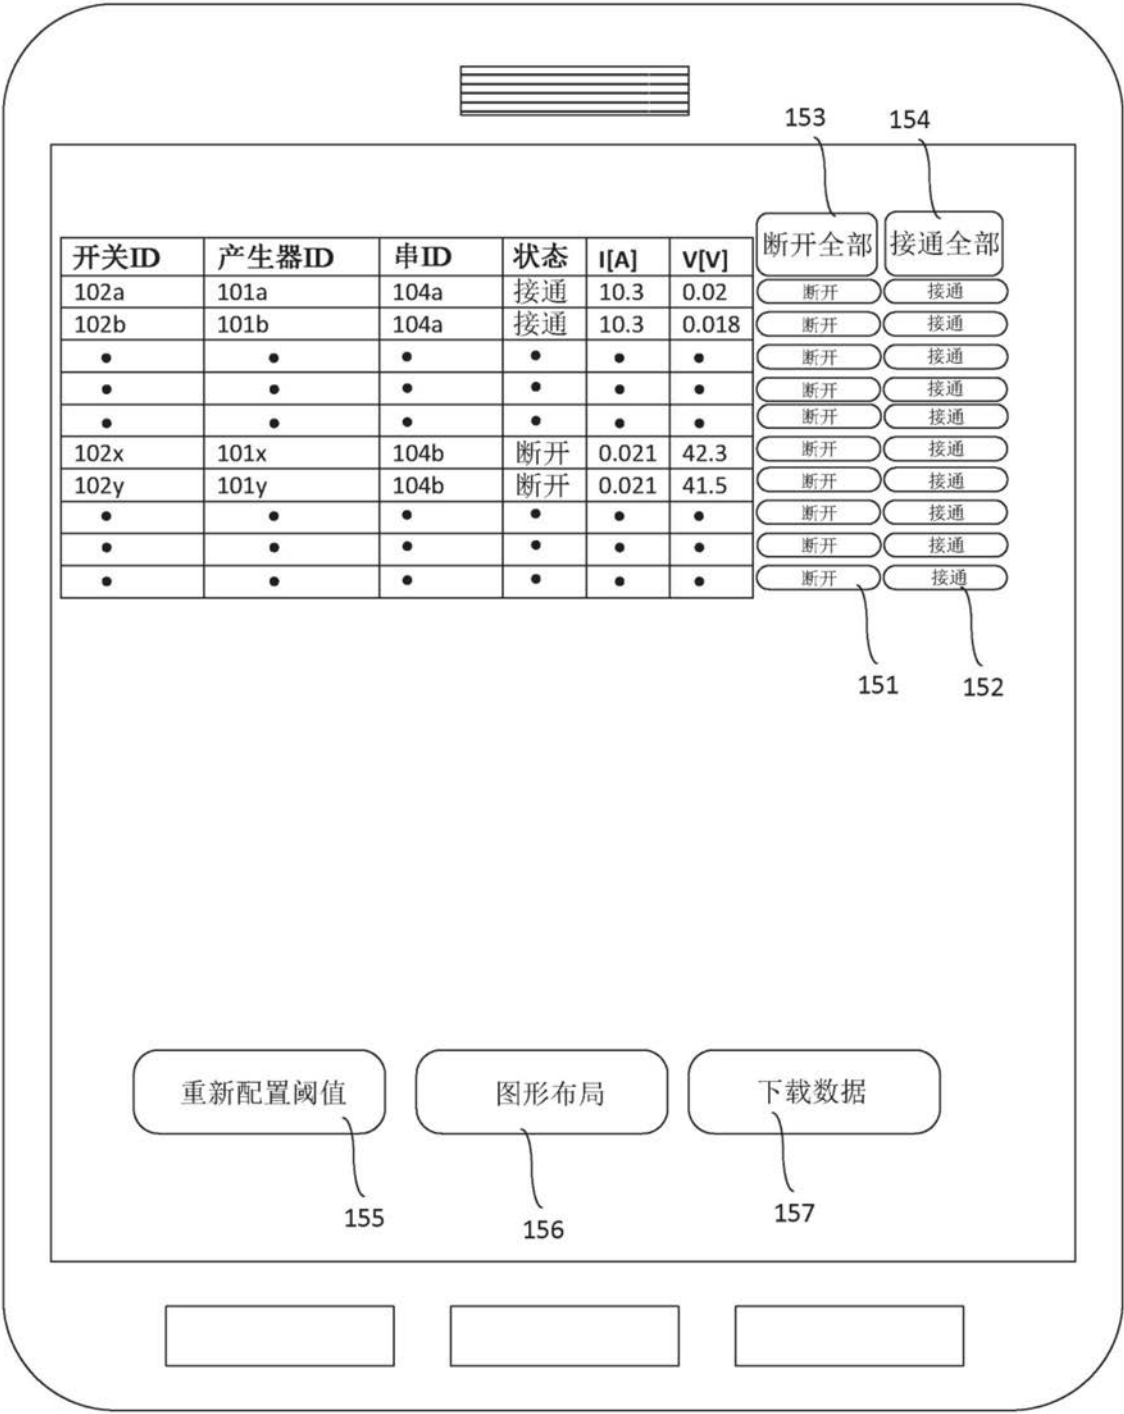 153 154
断开全部 接通全部
开关ID 产生器ID 串ID 状态 I[A] V[V]
102a 101a 104a 接通 10.3 0.02 断开 接通
102b 101b 104a 接通 10.3 0.018 断开 接通
• • • • • • 断开 接通
• • • • • • 断开 接通
• • • • • • 断开 接通
102x 101x 104b 断开 0.021 42.3 断开 接通
102y 101y 104b 断开 0.021 41.5 断开 接通
• • • • • • 断开 接通
• • • • • • 断开 接通
• • • • • • 断开 接通
151 152
重新配置阈值 图形布局 下载数据
155 156 157